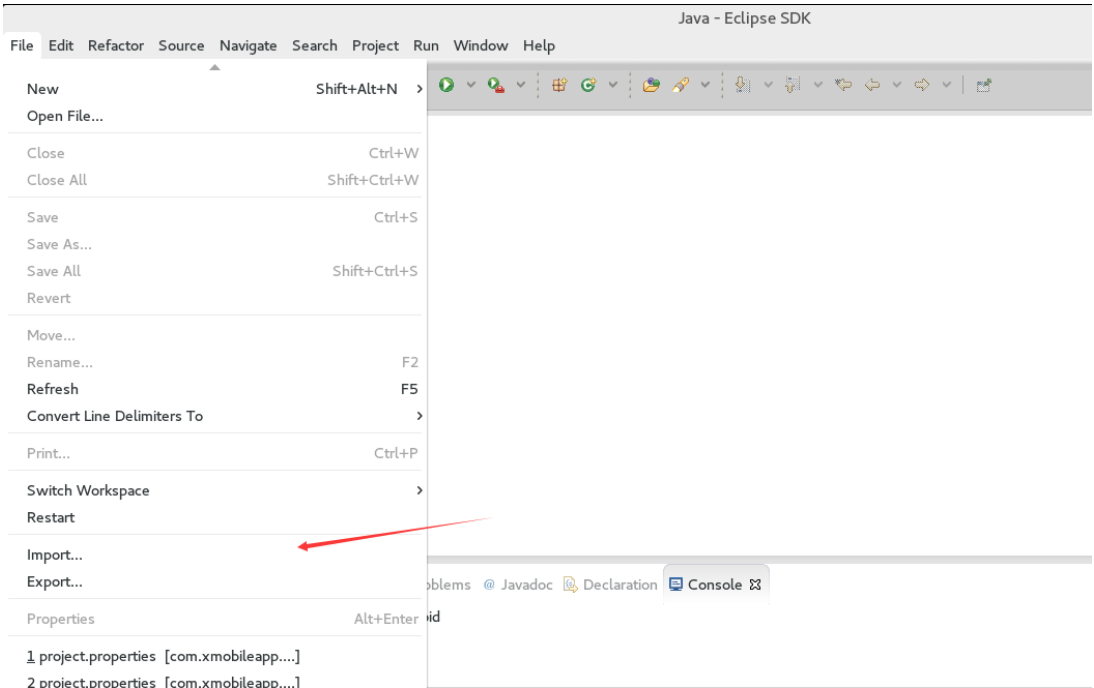 Java - Eclipse SDK
File Edit Refactor Source Navigate Search Project Run Window Help
New Shift+Alt+N
Open File...
Close Ctrl+W
Close All Shift+Ctrl+W
Save Ctrl+S
Save As...
Save All Shift+Ctrl+S
Revert
Move...
Rename... F2
Refresh F5
Convert Line Delimiters To
Print... Ctrl+P
Switch Workspace
Restart
Import...
Export...
oblems @ Javadoc Declaration Console
Properties Alt+Enter
oid
1 project.properties [com.xmobileapp....]
2 project.properties [com.xmobileapp....]